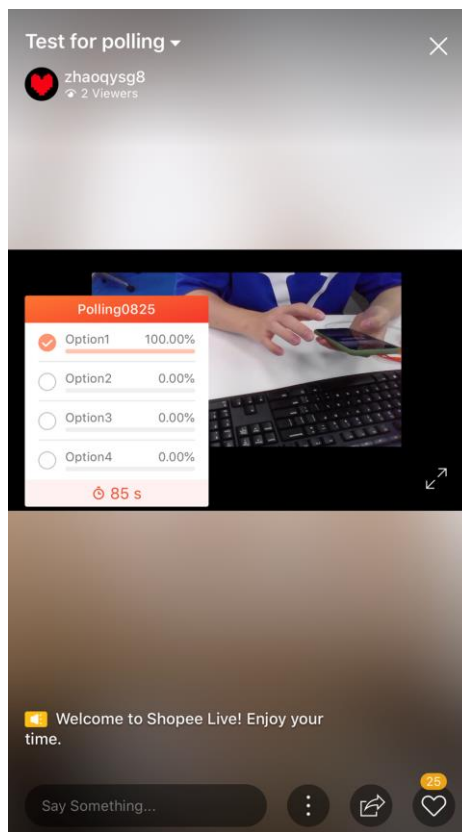 Test for polling
zhaoqysg8
2 Viewers
Polling0825
Option1 100.00%
Option2 0.00%
Option3 0.00%
Option4 0.00%
85 s
Welcome to Shopee Live! Enjoy your
time.
25
Say Something...